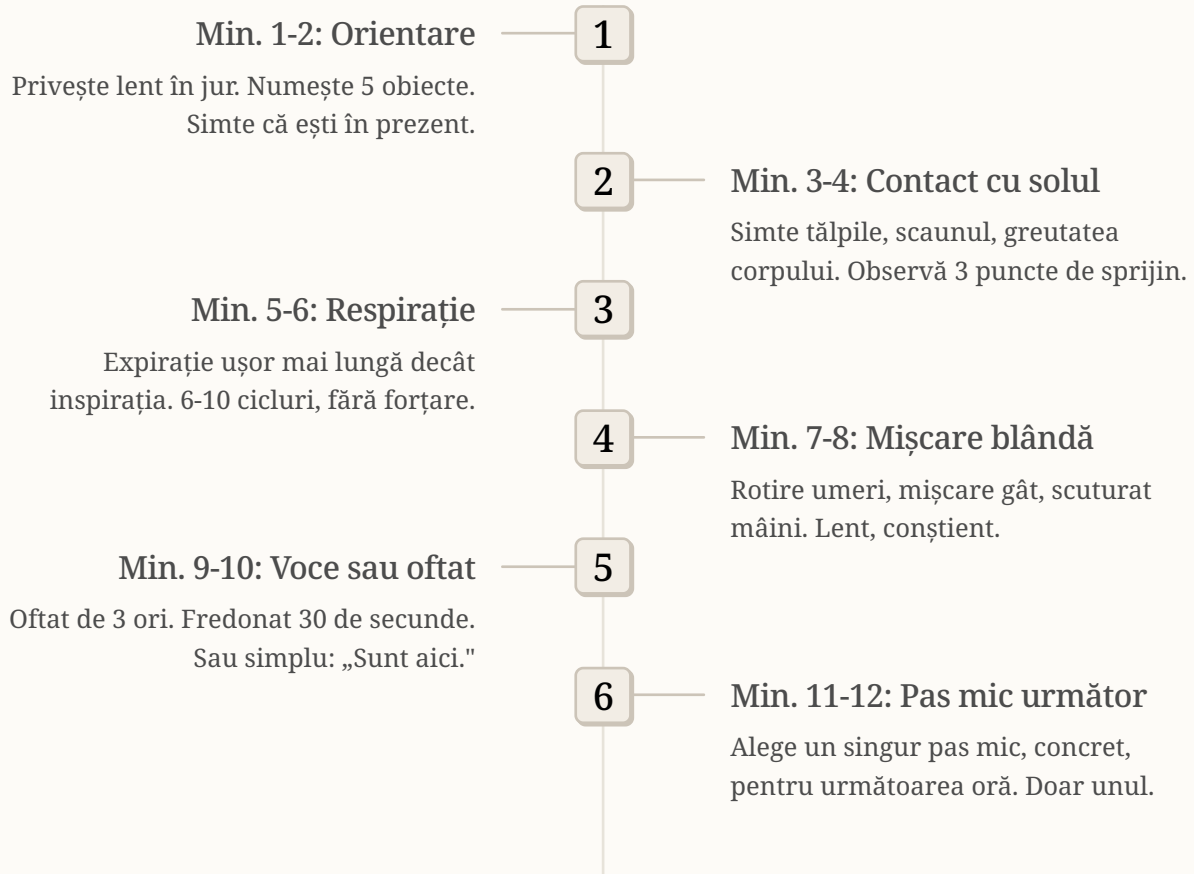 Min. 1-2: Orientare
1
Privește lent în jur. Numește 5 obiecte.
Simte că ești în prezent.
2
Min. 3-4: Contact cu solul
Simte tălpile, scaunul, greutatea
corpului. Observă 3 puncte de sprijin.
Min. 5-6: Respirație
3
Expirație ușor mai lungă decât
inspirația. 6-10 cicluri, fără forțare.
4
Min. 7-8: Mișcare blândă
Rotire umeri, mișcare gât, scuturat
mâini. Lent, conștient.
Min. 9-10: Voce sau oftat
5
Oftat de 3 ori. Fredonat 30 de secunde.
Sau simplu: „Sunt aici."
6
Min. 11-12: Pas mic următor
Alege un singur pas mic, concret,
pentru următoarea oră. Doar unul.